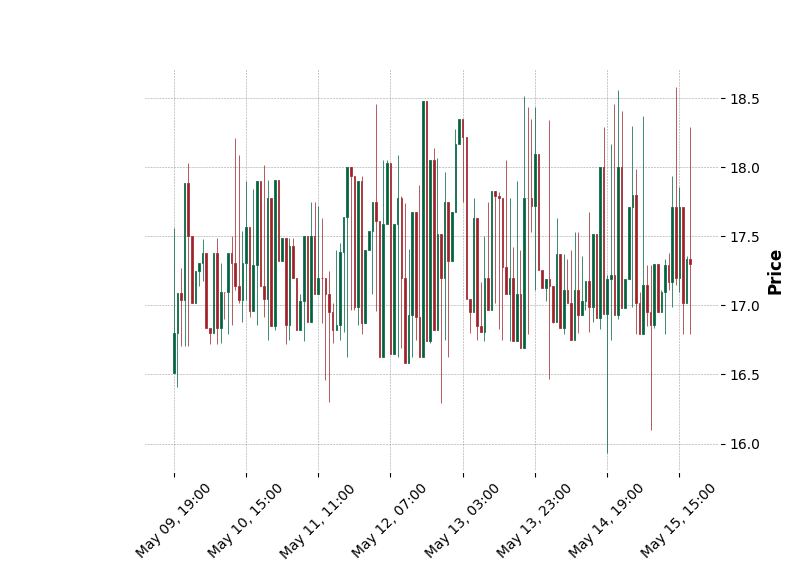 18.5
18.0
17.5
17.0
16.5
16.0
Price
May 09, 19:00
May 10, 15:00
May 11, 11:00
May 12, 07:00
May 13, 03:00
May 13, 23:00
May 14, 19:00
May 15, 15:00